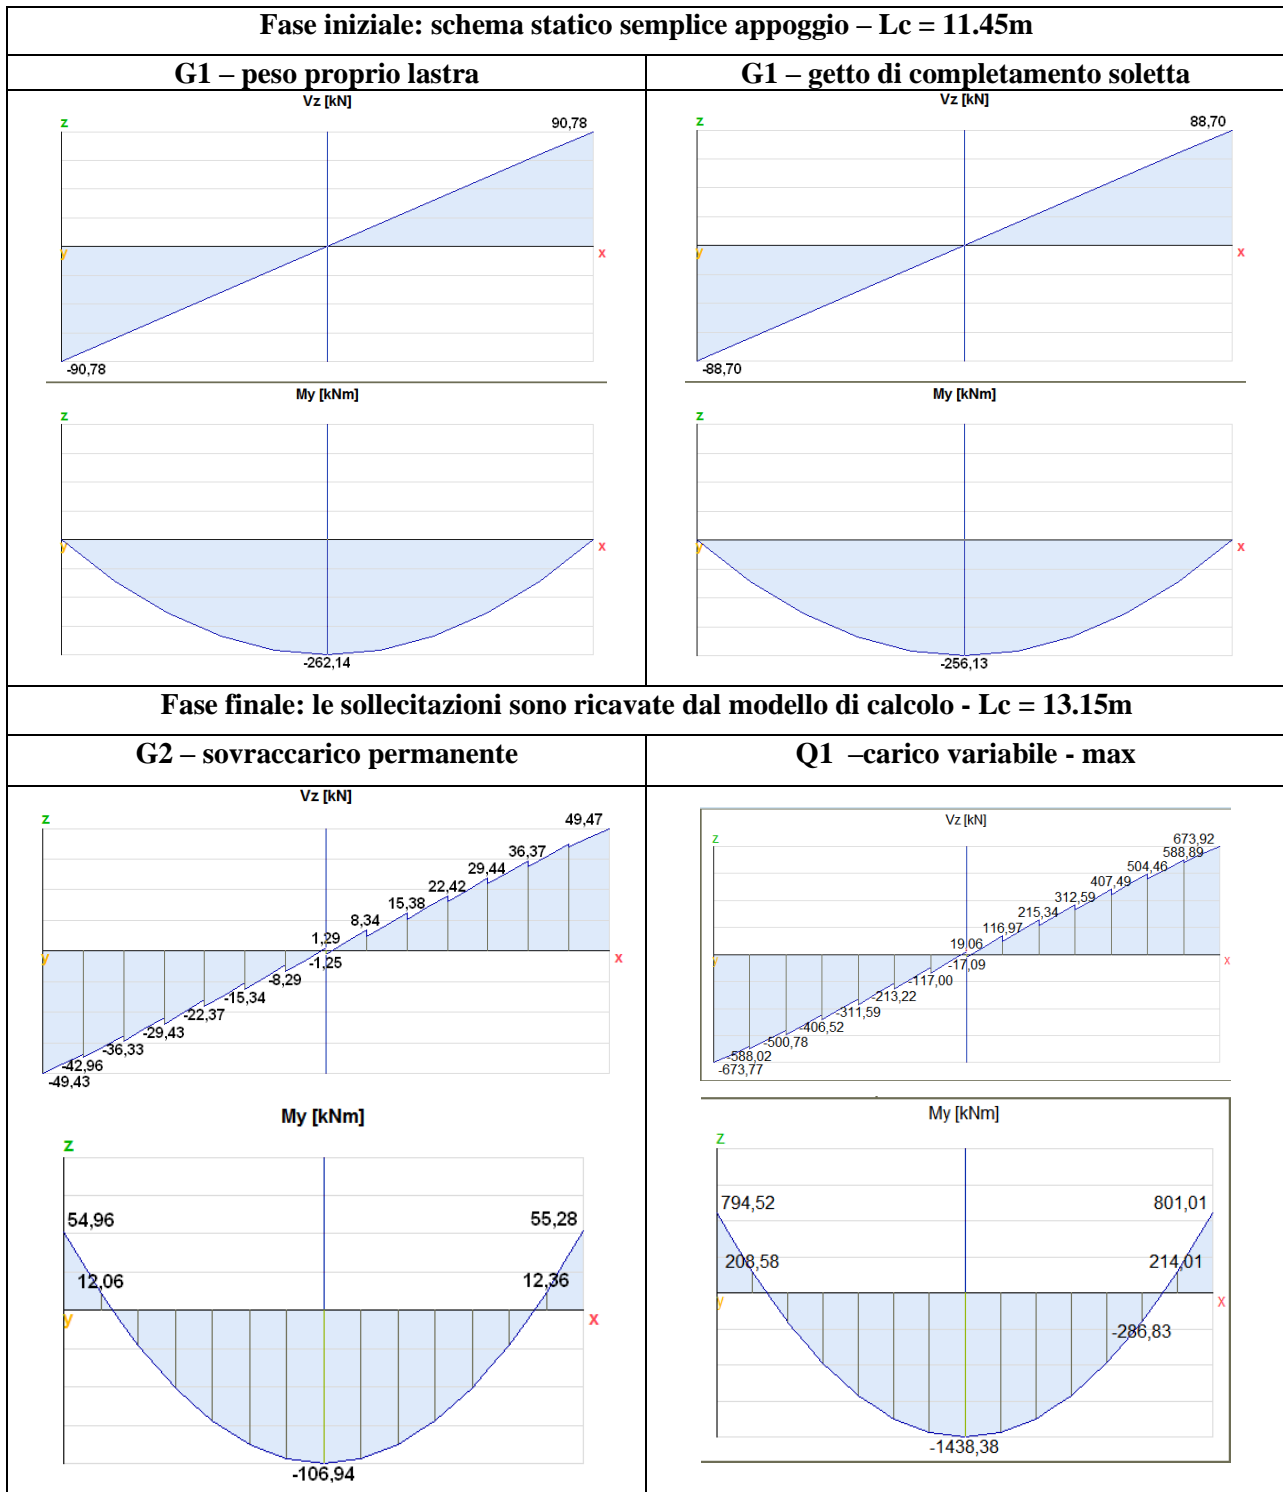 Fase iniziale: schema statico semplice appoggio – Lc = 11.45m
G1 – peso proprio lastra
Vz [kN]
z
90,78
y
x
-90,78
My [kNm]
z
y
x
-262,14
G1 – getto di completamento soletta
Vz [kN]
z
88,70
y
x
-88,70
My [kNm]
z
y
x
-256,13
Fase finale: le sollecitazioni sono ricavate dal modello di calcolo - Lc = 13.15m
G2 – sovraccarico permanente
Vz [kN]
z
49,47
36,37
29,44
22,42
15,38
8,34
1,29
y
x
-1,25
-8,29
-15,34
-22,37
-29,43
-36,33
-42,96
-49,43
My [kNm]
z
54,96
55,28
12,06
12,36
y
x
-106,94
Q1 –carico variabile - max
Vz [kN]
z
673,92
588,89
504,46
407,49
312,59
215,34
116,97
19,06
y
x
-17,09
-117,00
-213,22
-311,59
-406,52
-500,78
-588,02
-673,77
My [kNm]
z
794,52
801,01
208,58
214,01
y
x
-286,83
-1438,38